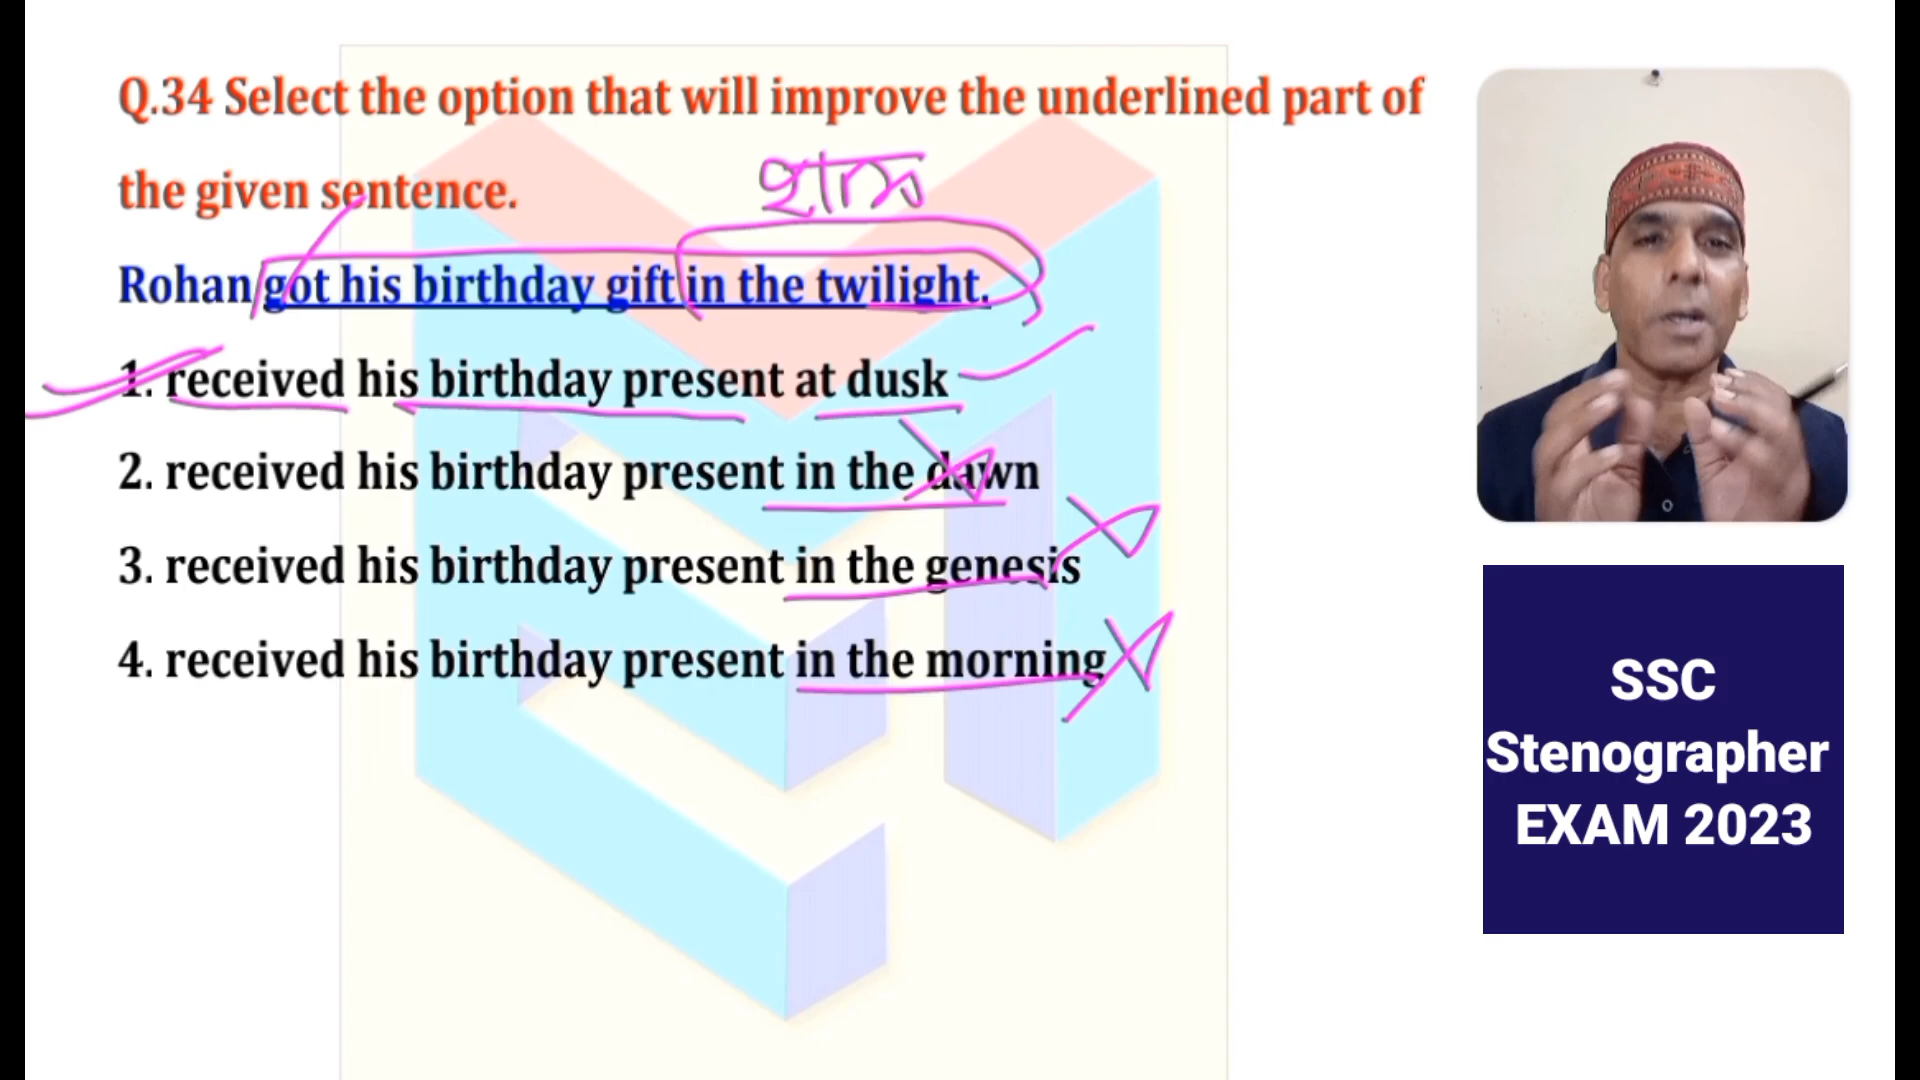 Q.34 Select the option that will improve the underlined part of
the given sentence.
शाम
Rohan got his birthday gift in the twilight.
1. received his birthday present at dusk
2. received his birthday present in the dawn
3. received his birthday present in the genesis
4. received his birthday present in the morning
SSC
Stenographer
EXAM 2023